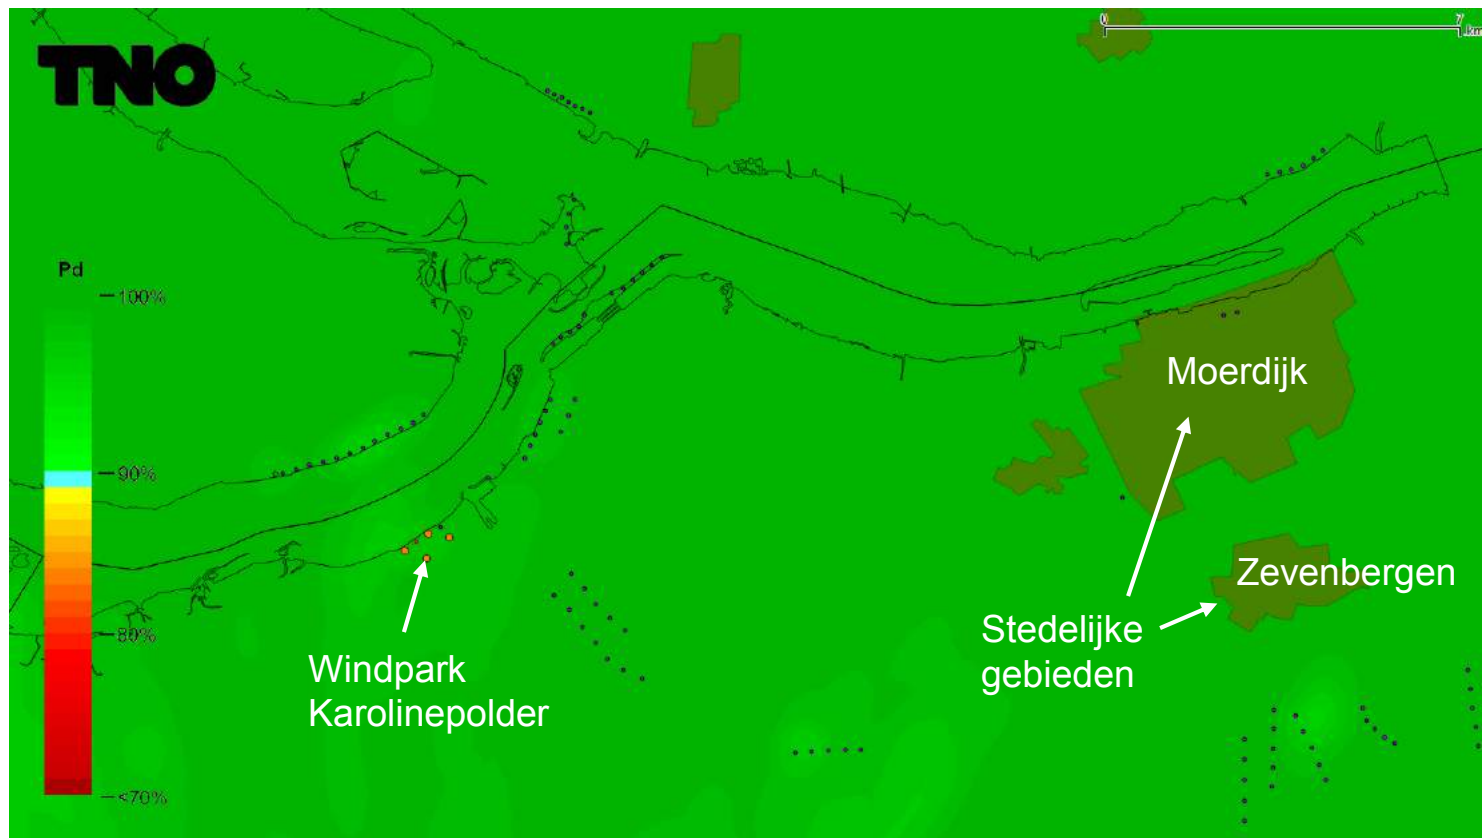 TNO
0 7
km
Pd
100%
90%
80%
<70%
Moerdijk
Zevenbergen
Stedelijke
gebieden
Windpark
Karolinepolder